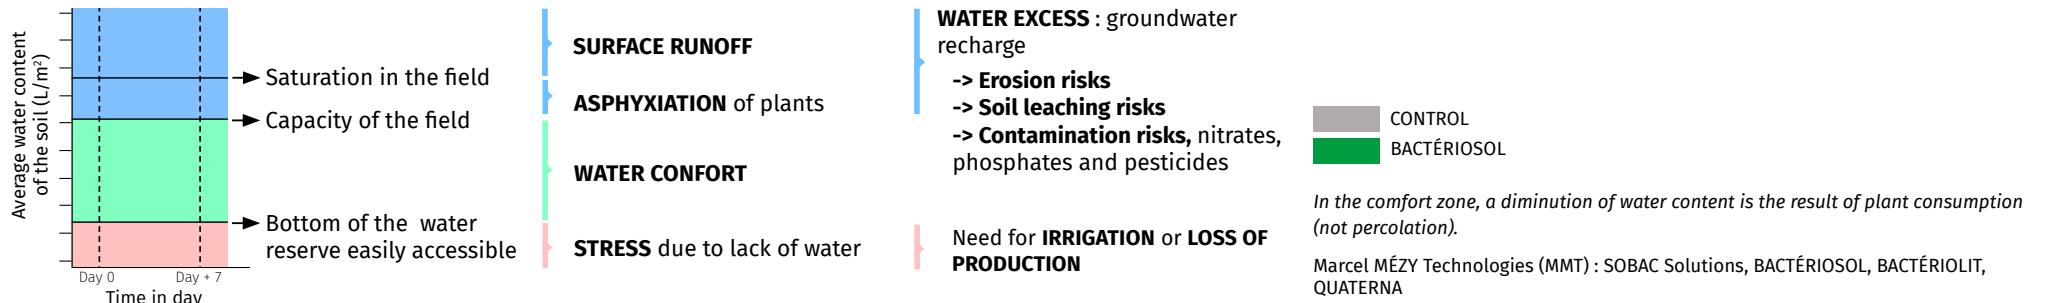 Average water content
of the soil (L/m²)
Day 0
Day + 7
Time in day
Saturation in the field
Capacity of the field
Bottom of the water
reserve easily accessible
SURFACE RUNOFF
ASPHYXIATION of plants
WATER CONFORT
STRESS due to lack of water
WATER EXCESS : groundwater
recharge
-> Erosion risks
-> Soil leaching risks
-> Contamination risks, nitrates,
phosphates and pesticides
Need for IRRIGATION or LOSS OF
PRODUCTION
CONTROL
BACTÉRIOSOL
In the comfort zone, a diminution of water content is the result of plant consumption
(not percolation).
Marcel MÉZY Technologies (MMT) : SOBAC Solutions, BACTÉRIOSOL, BACTÉRIOLIT,
QUATERNA